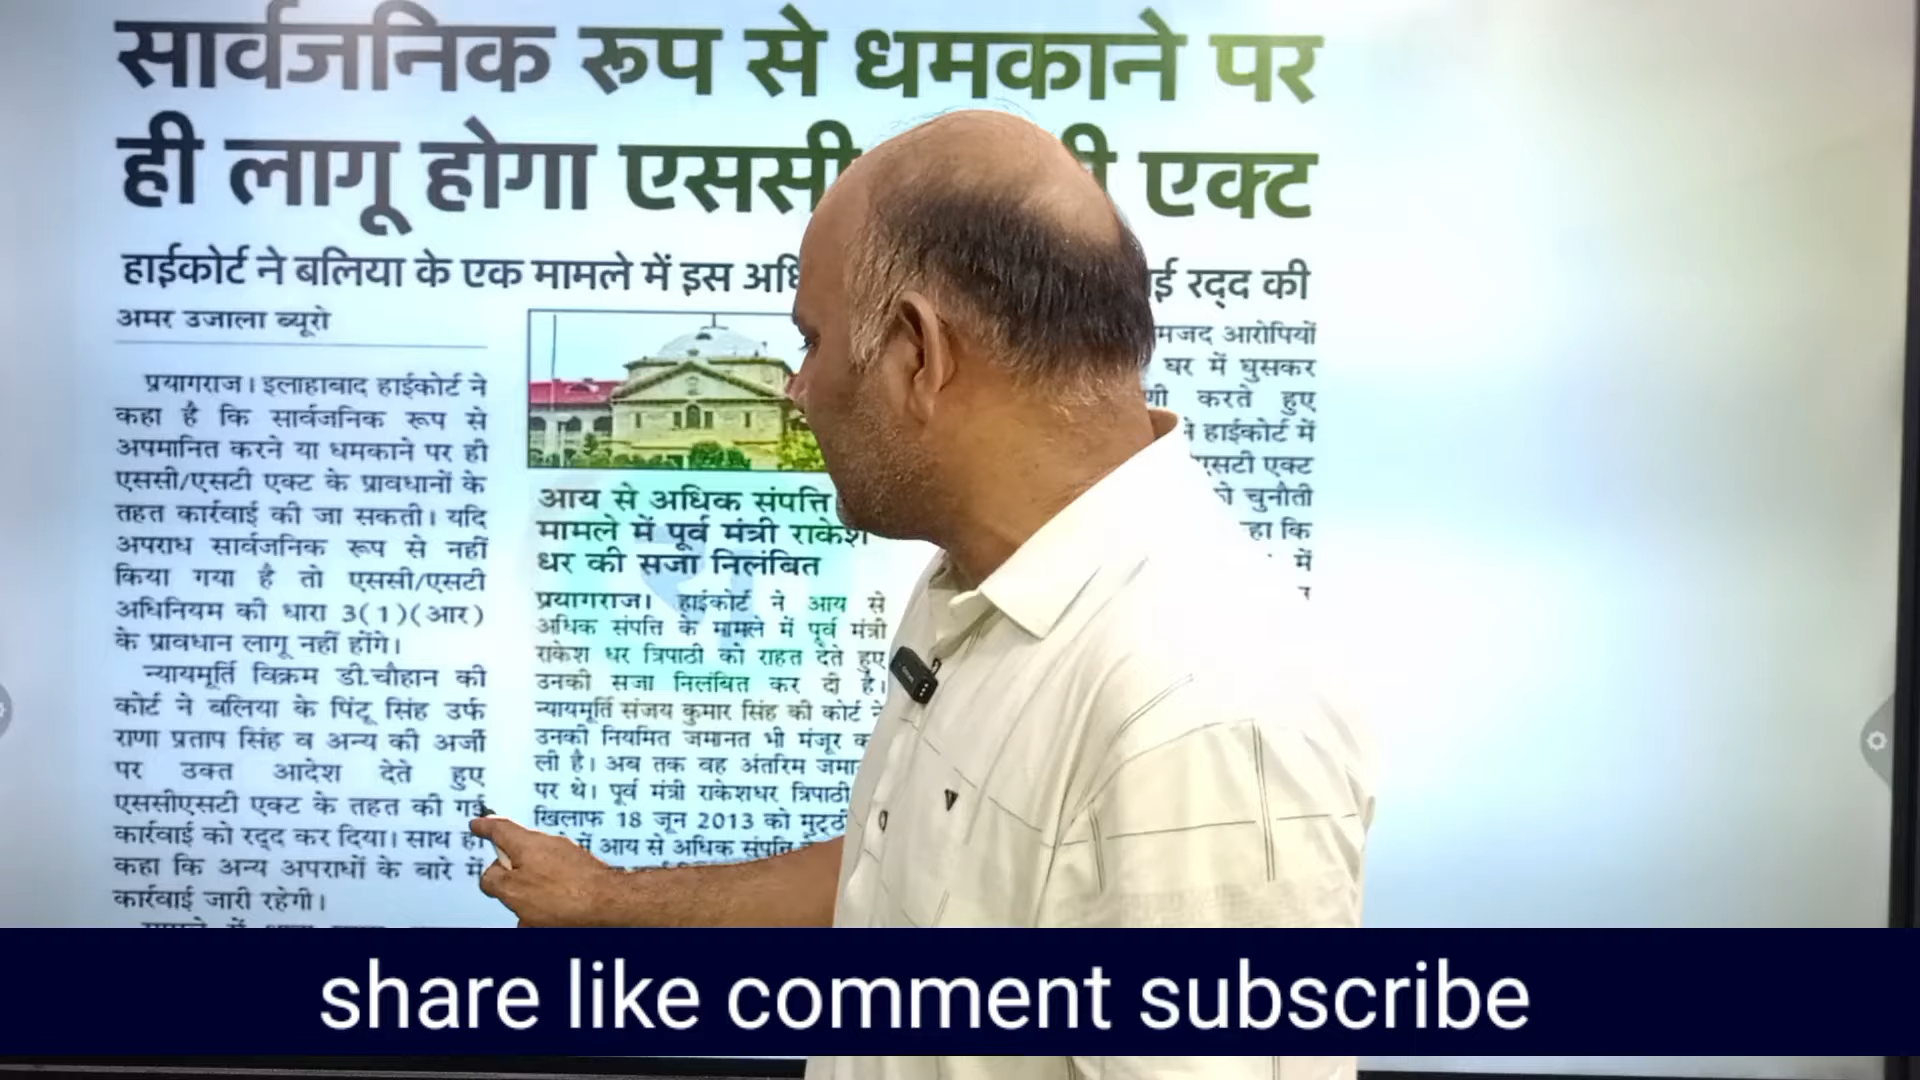 सार्वजनिक रूप से धमकाने पर
ही लागू होगा एससी एक्ट
हाईकोर्ट ने बलिया के एक मामले में इस रद्द की
अमर उजाला ब्यूरो
प्रयागराज। इलाहाबाद हाईकोर्ट ने
कहा है कि सार्वजनिक रूप से
अपमानित करने या धमकाने पर ही
एससी/एसटी एक्ट के प्रावधानों के
तहत कार्रवाई की जा सकती। यदि
अपराध सार्वजनिक रूप से नहीं
किया गया है तो एससी/एसटी
अधिनियम की धारा 3(1)(आर)
के प्रावधान लागू नहीं होंगे।
न्यायमूर्ति विक्रम डी.चौहान की
कोर्ट ने बलिया के पिंटू सिंह उर्फ
राणा प्रताप सिंह व अन्य की अर्जी
पर उक्त आदेश देते हुए
एससीएसटी एक्ट के तहत की गई
कार्रवाई को रद्द कर दिया। साथ ही
कहा कि अन्य अपराधों के बारे में
कार्रवाई जारी रहेगी।
आय से अधिक संपत्ति
मामले में पूर्व मंत्री राकेश
धर की सजा निलंबित
प्रयागराज। हाईकोर्ट ने आय से
अधिक संपत्ति के मामले में पूर्व मंत्री
राकेश धर त्रिपाठी को राहत देते हुए
उनकी सजा निलंबित कर दी है।
न्यायमूर्ति संजय कुमार सिंह की कोर्ट ने
उनकी नियमित जमानत भी मंजूर
ली है। अब तक वह अंतरिम
पर थे। पूर्व मंत्री राकेशधर त्रिपाठी
खिलाफ 18 जून 2013 को
में आय से अधिक संपत्ति
आरोपियों
घर में घुसकर
करते हुए
हाईकोर्ट में
एसटी एक्ट
चुनौती
कि
में
share like comment subscribe